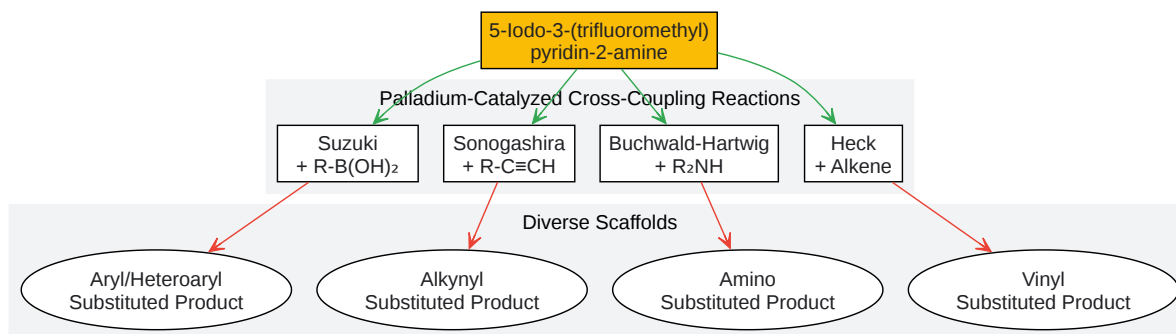 5-Iodo-3-(trifluoromethyl)
pyridin-2-amine
Palladium-Catalyzed Cross-Coupling Reactions
Suzuki
+ R-B(OH)₂
Sonogashira
+ R-C≡CH
Buchwald-Hartwig
+ R₂NH
Heck
+ Alkene
Diverse Scaffolds
Aryl/Heteroaryl
Substituted Product
Alkynyl
Substituted Product
Amino
Substituted Product
Vinyl
Substituted Product